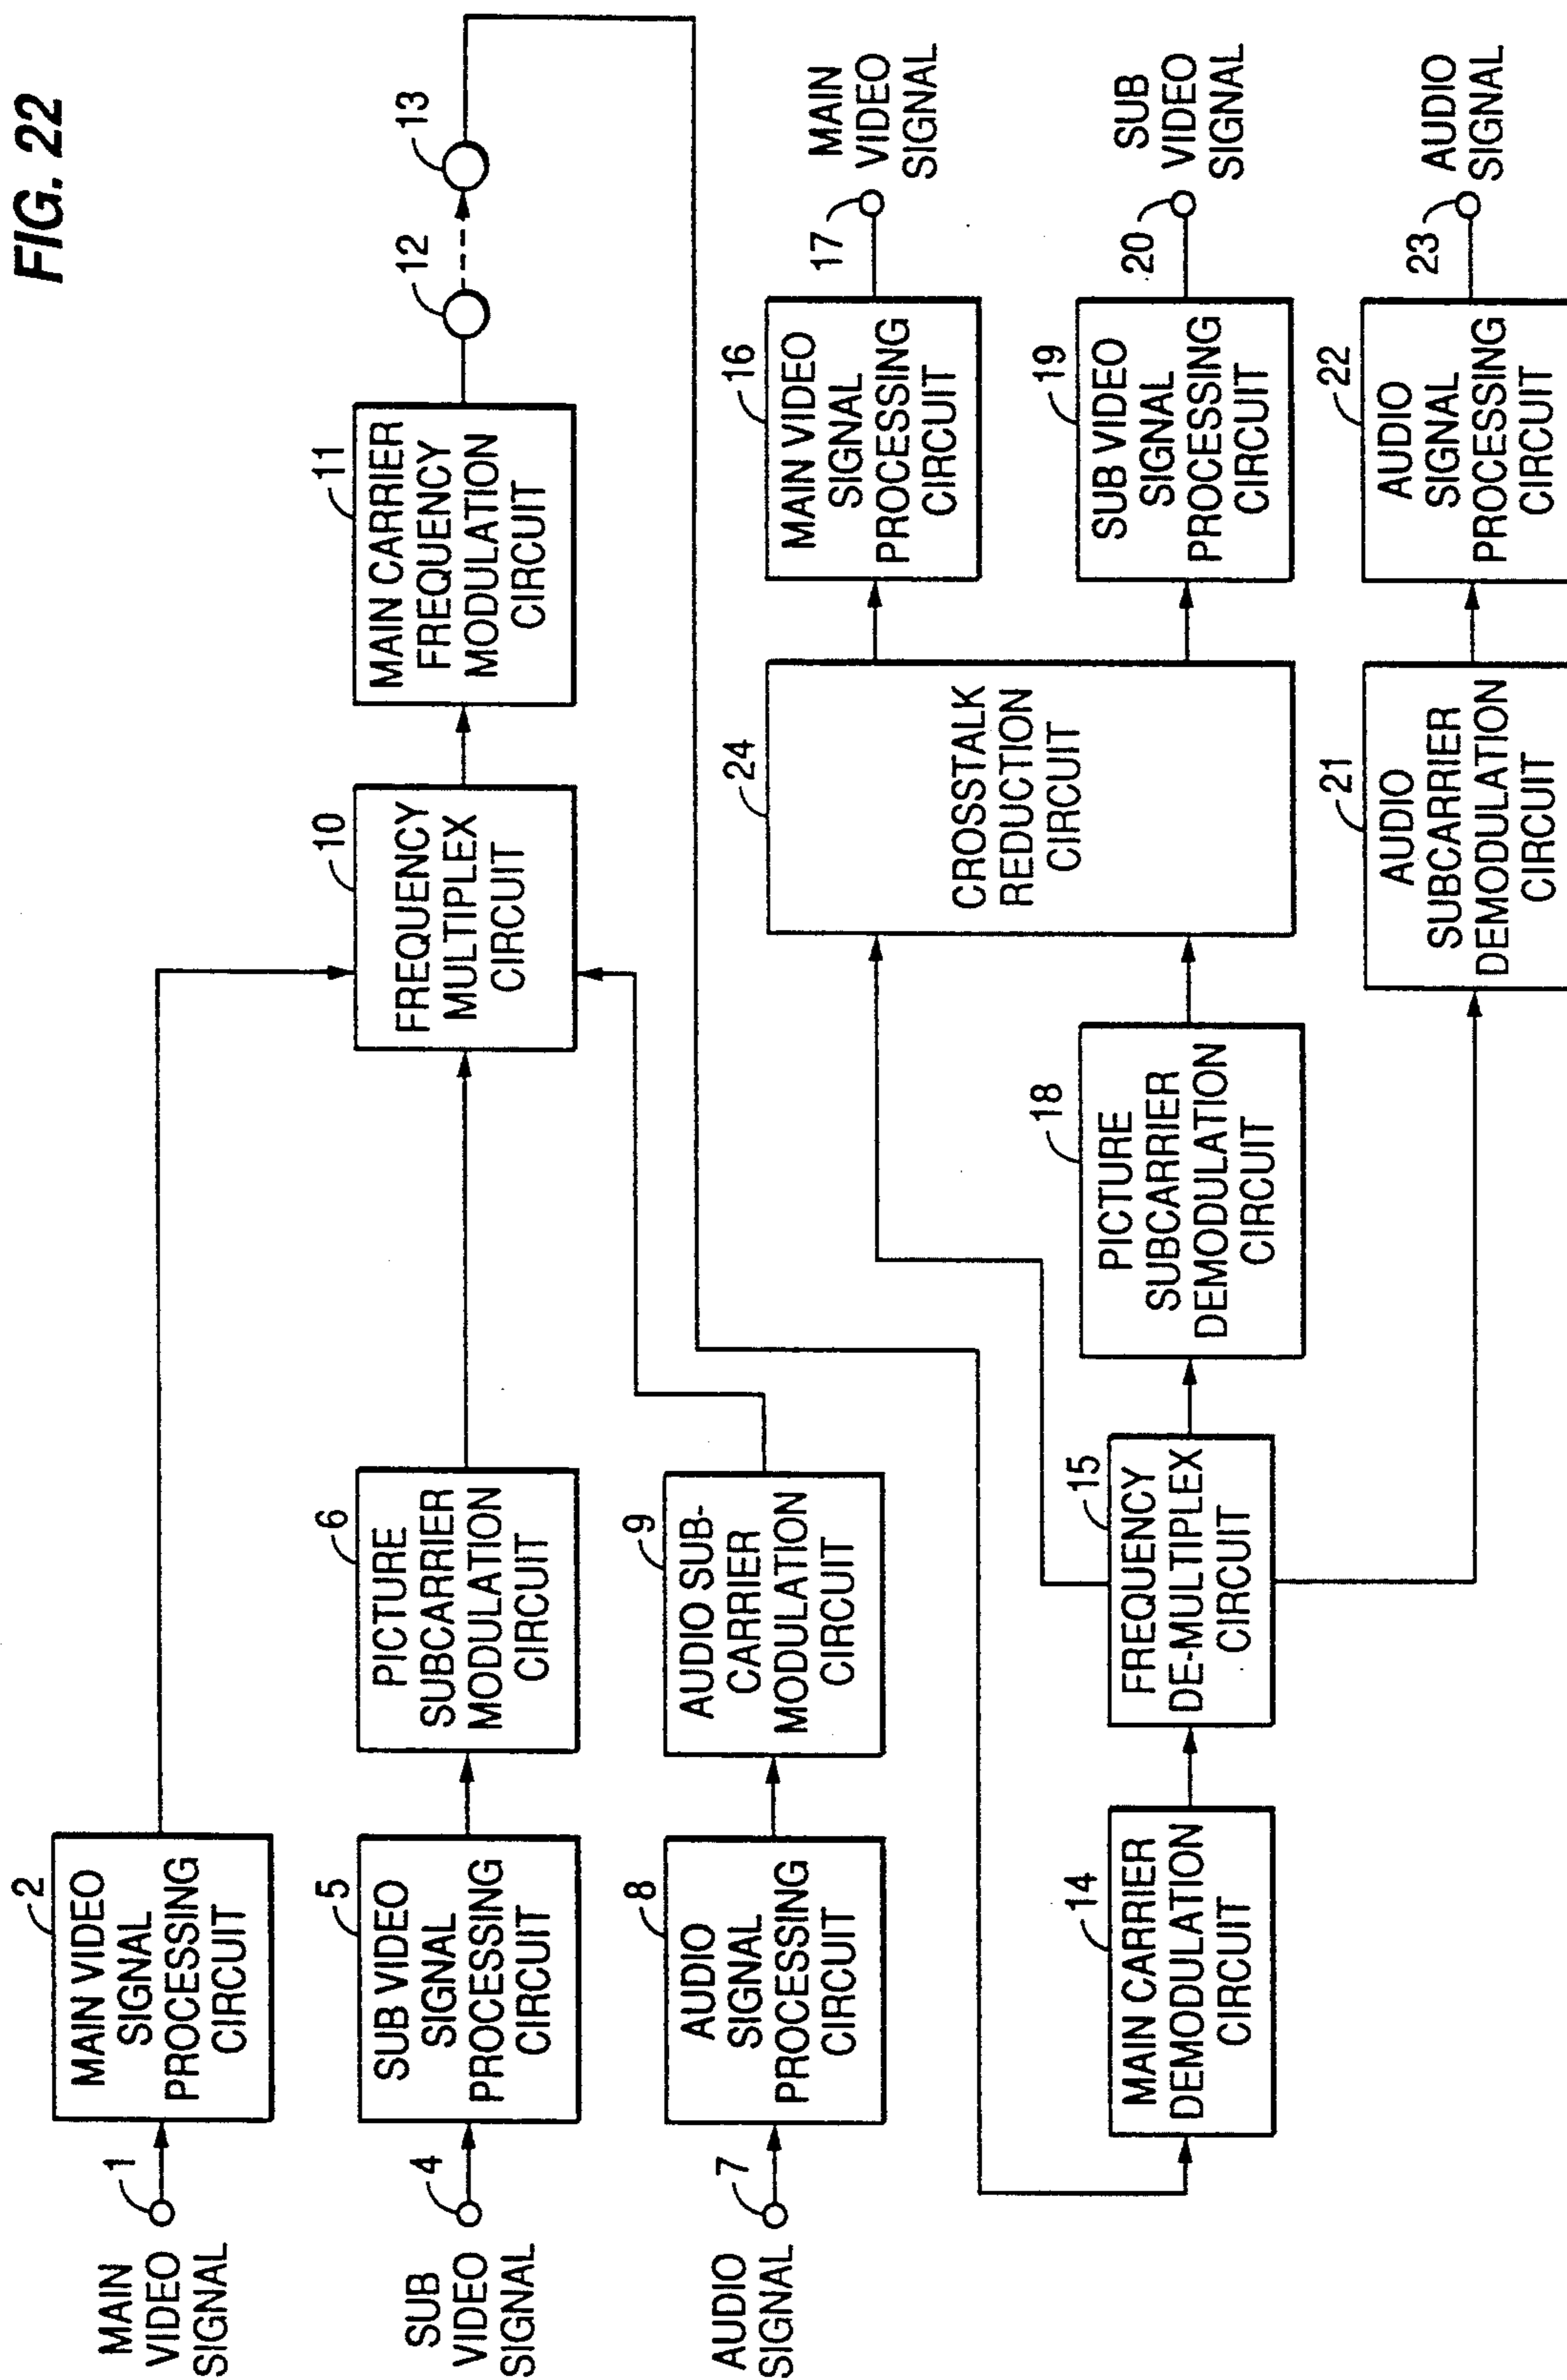 FIG. 22
MAIN
VIDEO
SIGNAL
1
2
MAIN VIDEO
SIGNAL
PROCESSING
CIRCUIT
SUB
VIDEO
SIGNAL
4
5
SUB VIDEO
SIGNAL
PROCESSING
CIRCUIT
6
PICTURE
SUBCARRIER
MODULATION
CIRCUIT
AUDIO
SIGNAL
7
8
AUDIO
SIGNAL
PROCESSING
CIRCUIT
9
AUDIO SUB-
CARRIER
MODULATION
CIRCUIT
10
FREQUENCY
MULTIPLEX
CIRCUIT
11
MAIN CARRIER
FREQUENCY
MODULATION
CIRCUIT
12
13
14
MAIN CARRIER
DEMODULATION
CIRCUIT
15
FREQUENCY
DE-MULTIPLEX
CIRCUIT
18
PICTURE
SUBCARRIER
DEMODULATION
CIRCUIT
24
CROSSTALK
REDUCTION
CIRCUIT
16
MAIN VIDEO
SIGNAL
PROCESSING
CIRCUIT
17
MAIN
VIDEO
SIGNAL
19
SUB VIDEO
SIGNAL
PROCESSING
CIRCUIT
20
SUB
VIDEO
SIGNAL
21
AUDIO
SUBCARRIER
DEMODULATION
CIRCUIT
22
AUDIO
SIGNAL
PROCESSING
CIRCUIT
23
AUDIO
SIGNAL